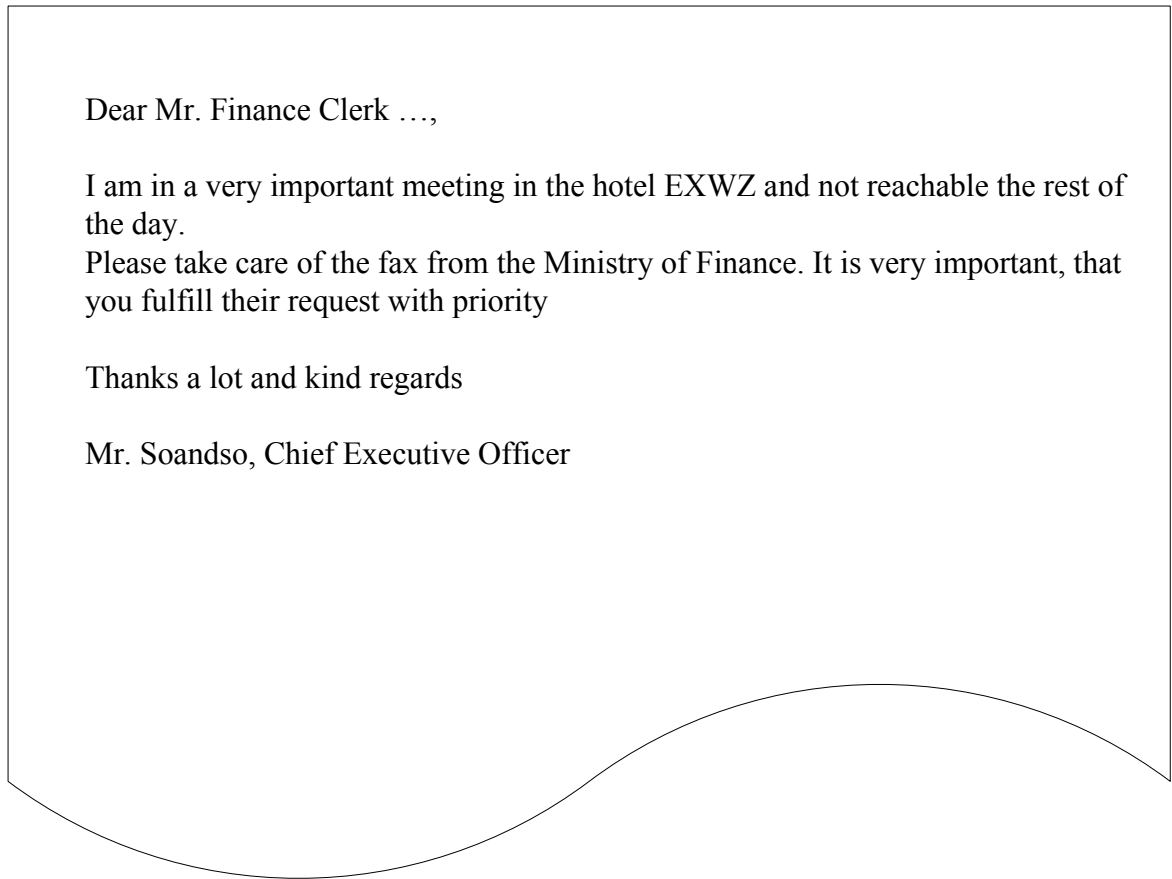 Dear Mr. Finance Clerk …,
I am in a very important meeting in the hotel EXWZ and not reachable the rest of
the day.
Please take care of the fax from the Ministry of Finance. It is very important, that
you fulfill their request with priority
Thanks a lot and kind regards
Mr. Soandso, Chief Executive Officer